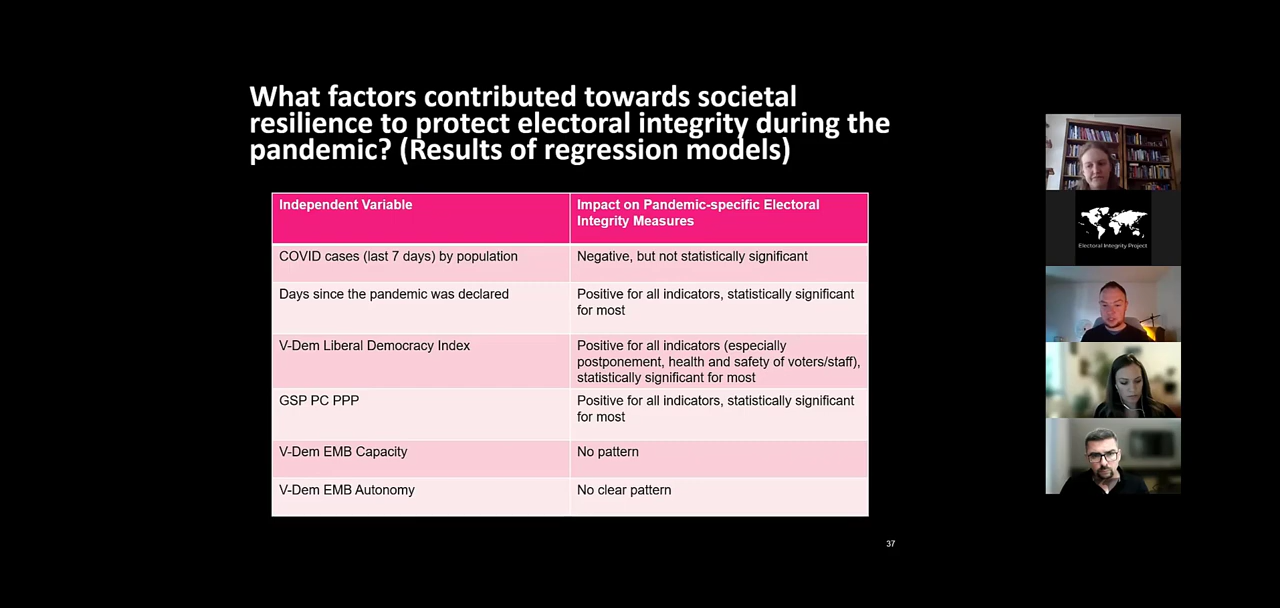 What factors contributed towards societal
resilience to protect electoral integrity during the
pandemic? (Results of regression models)
Independent Variable
Impact on Pandemic-specific Electoral
Integrity Measures
COVID cases (last 7 days) by population
Negative, but not statistically significant
Days since the pandemic was declared
Positive for all indicators, statistically significant
for most
V-Dem Liberal Democracy Index
Positive for all indicators (especially
postponement, health and safety of voters/staff),
statistically significant for most
GSP PC PPP
Positive for all indicators, statistically significant
for most
V-Dem EMB Capacity
No pattern
V-Dem EMB Autonomy
No clear pattern
37
Electoral Integrity Project